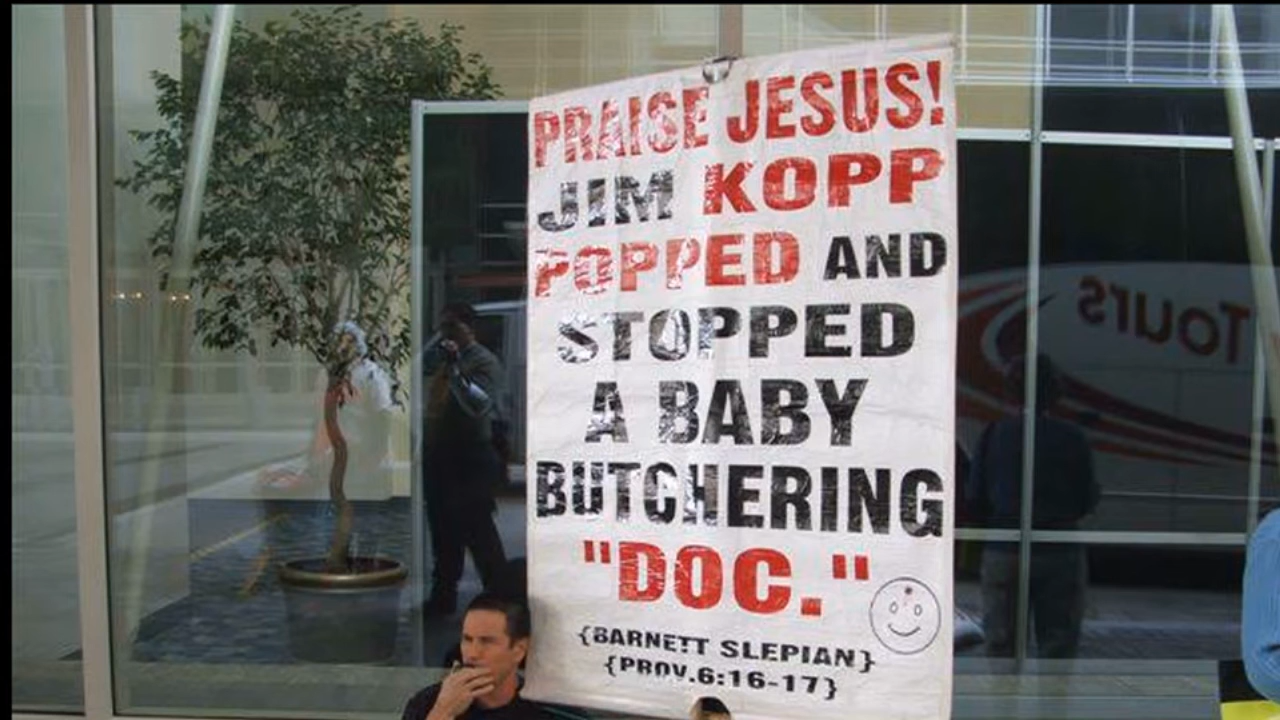 PRAISE JESUS!
JIM KOPP
POPPED AND
STOPPED
A BABY
BUTCHERING
"DOC."
{BARNETT SLEPIAN}
{PROV.6:16-17}
Tours